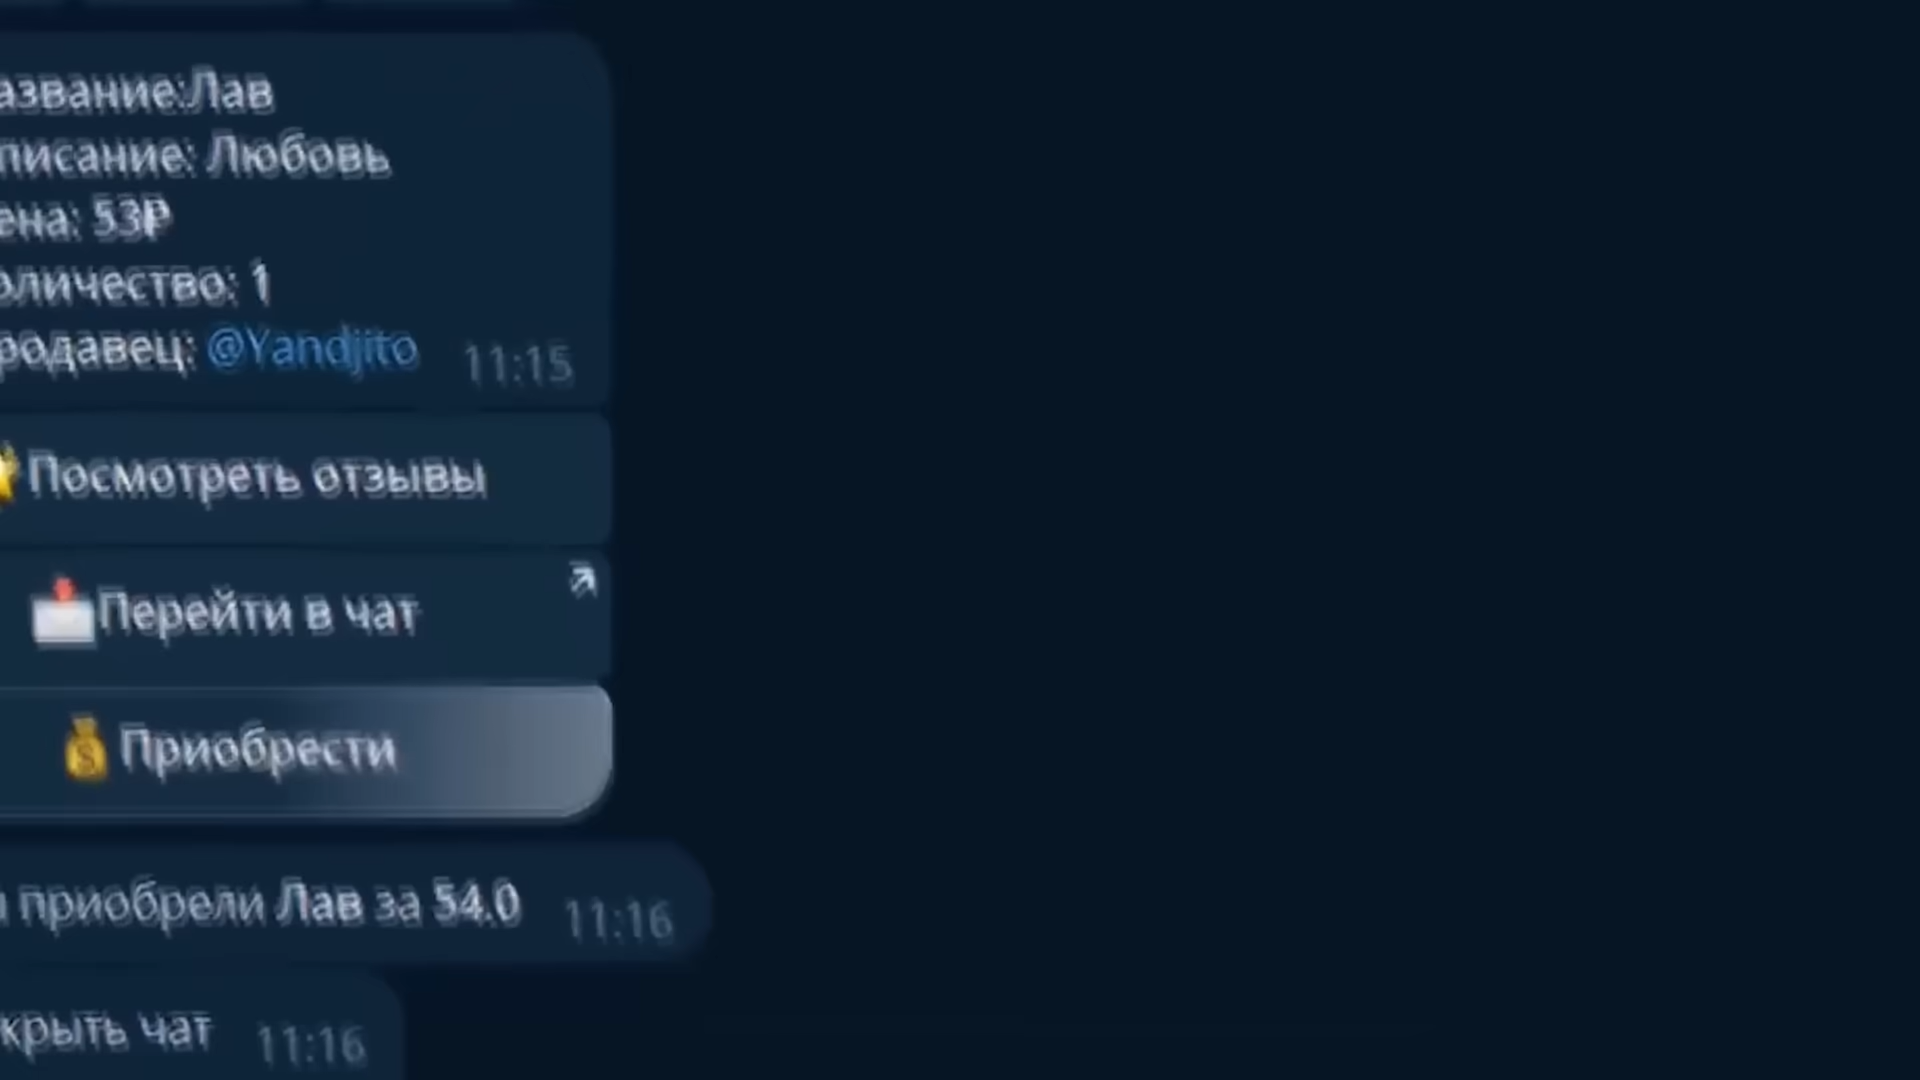 азвание:Лав
писание: Любовь
ена: 53₽
оличество: 1
родавец: @Yandjito 11:15
Посмотреть отзывы
Перейти в чат
Приобрести
приобрели Лав за 54.0 11:16
крыть чат 11:16